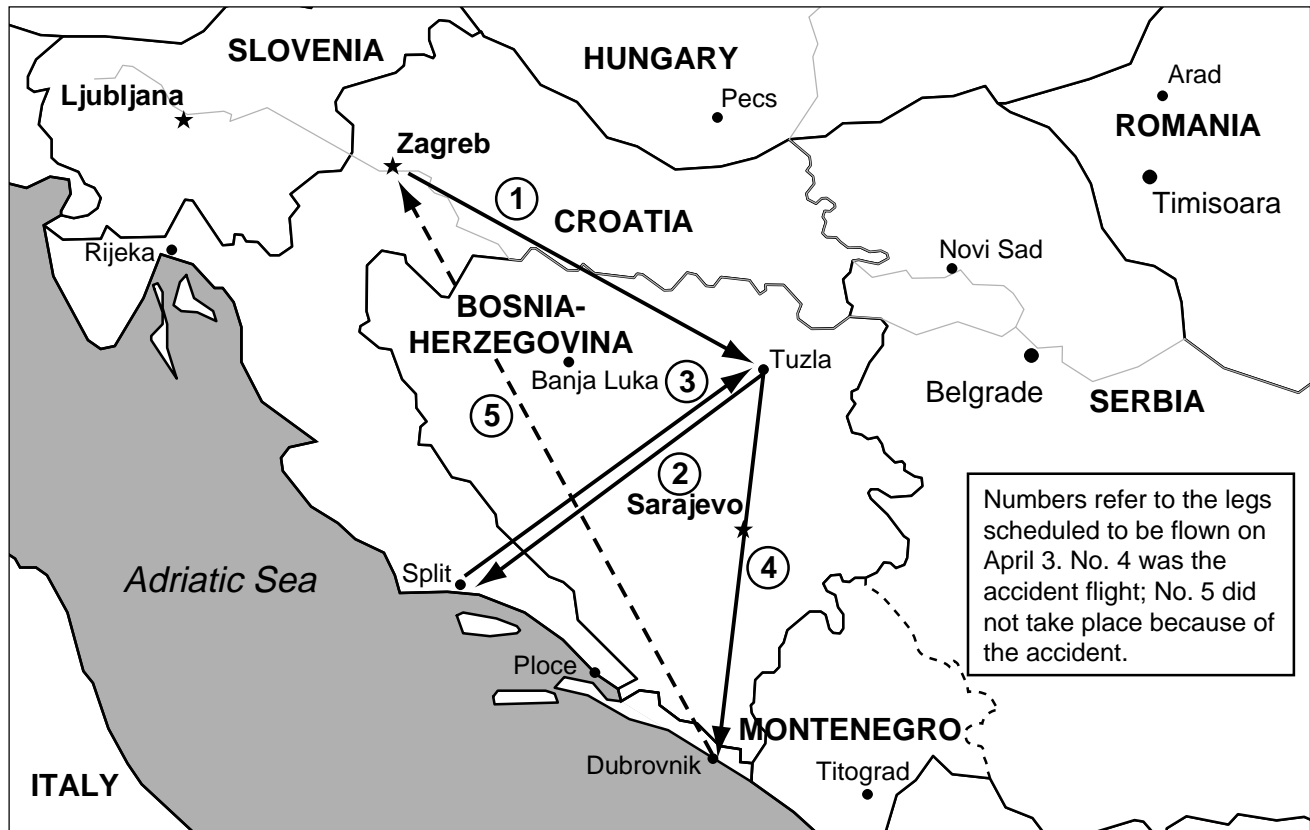 SLOVENIA
HUNGARY
Ljubljana
Pecs
Arad
ROMANIA
Zagreb
1
Timisoara
CROATIA
Rijeka
Novi Sad
BOSNIA-
HERZEGOVINA
Banja Luka
3
Tuzla
Belgrade
SERBIA
5
2
Sarajevo
4
Split
Adriatic Sea
Numbers refer to the legs
scheduled to be flown on
April 3. No. 4 was the
accident flight; No. 5 did
not take place because of
the accident.
Ploce
MONTENEGRO
Dubrovnik
Titograd
ITALY